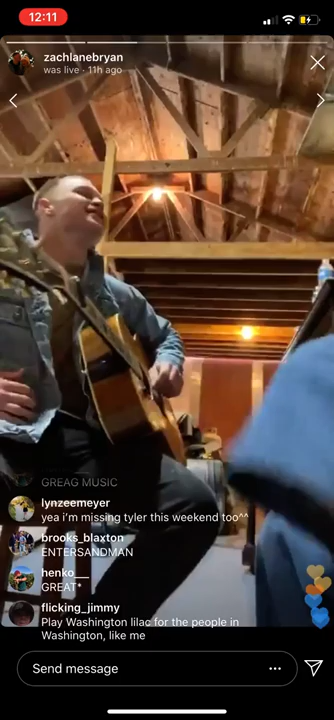 12:11
zachlanebryan
was live · 11h ago
GREAG MUSIC
lynzeemeyer
yea i'm missing tyler this weekend too^^
brooks_blaxton
ENTERSANDMAN
henko__
GREAT*
flicking_jimmy
Play Washington lilac for the people in
Washington, like me
Send message